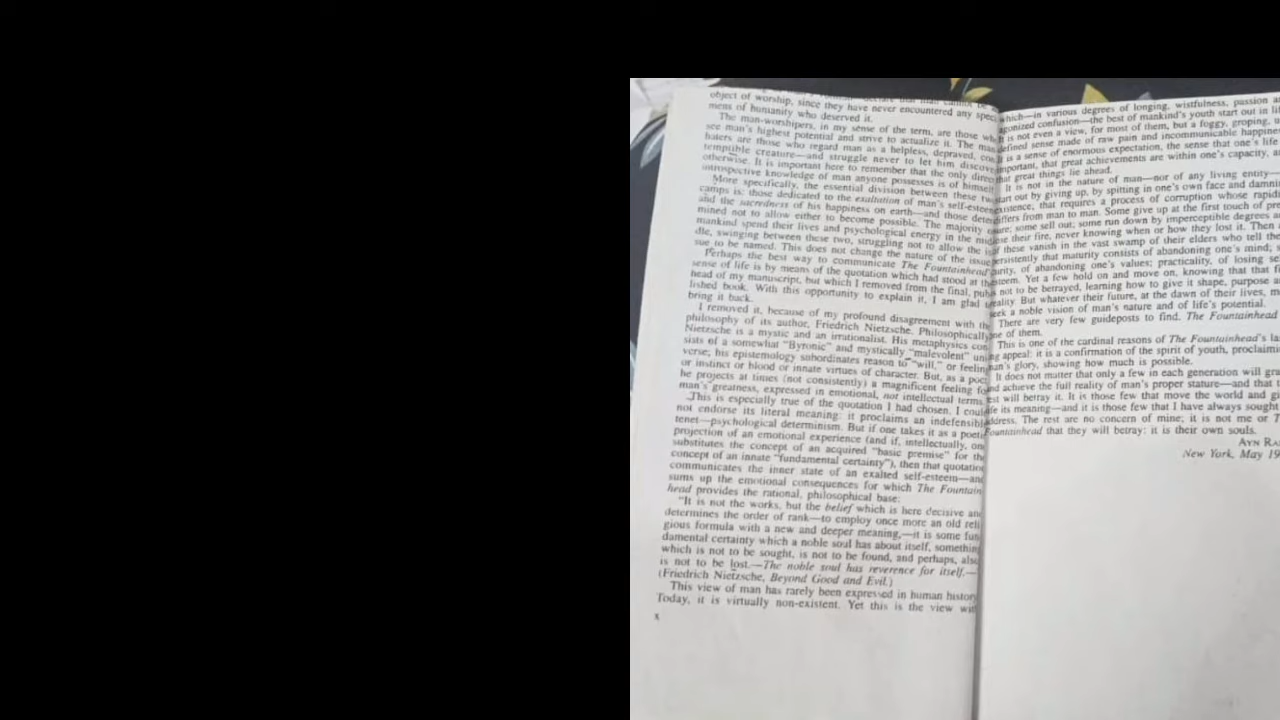 object of worship, since they have never encountered any speci
mens of humanity who deserved it.
The man-worshipers, in my sense of the term, are those wh
see man's highest potential and strive to actualize it. The man
haters are those who regard man as a helpless, depraved, con
temptible creature—and struggle never to let him discove
otherwise. It is important here to remember that the only direc
introspective knowledge of man anyone possesses is of himself
More specifically, the essential division between these tw
camps is: those dedicated to the exaltation of man's self-esteem
and the sacredness of his happiness on earth—and those deter
mined not to allow either to become possible. The majority o
mankind spend their lives and psychological energy in the mid
dle, swinging between these two, struggling not to allow the is
sue to be named. This does not change the nature of the issue
Perhaps the best way to communicate The Fountainhead
sense of life is by means of the quotation which had stood at th
head of my manuscript, but which I removed from the final, pub
lished book. With this opportunity to explain it, I am glad to
bring it back.
I removed it, because of my profound disagreement with the
philosophy of its author, Friedrich Nietzsche. Philosophically
Nietzsche is a mystic and an irrationalist. His metaphysics con
sists of a somewhat "Byronic" and mystically "malevolent" uni
verse; his epistemology subordinates reason to "will," or feeling
or instinct or blood or innate virtues of character. But, as a poet
he projects at times (not consistently) a magnificent feeling fo
man's greatness, expressed in emotional, not intellectual terms
This is especially true of the quotation I had chosen. I could
not endorse its literal meaning: it proclaims an indefensible
tenet—psychological determinism. But if one takes it as a poeti
projection of an emotional experience (and if, intellectually, on
substitutes the concept of an acquired "basic premise" for the
concept of an innate "fundamental certainty"), then that quotatio
communicates the inner state of an exalted self-esteem—and
sums up the emotional consequences for which The Fountain
head provides the rational, philosophical base:
"It is not the works, but the belief which is here decisive and
determines the order of rank—to employ once more an old reli
gious formula with a new and deeper meaning,—it is some fun
damental certainty which a noble soul has about itself, something
which is not to be sought, is not to be found, and perhaps, also
is not to be lost.—The noble soul has reverence for itself.—
(Friedrich Nietzsche, Beyond Good and Evil.)
This view of man has rarely been expressed in human history
Today, it is virtually non-existent. Yet this is the view wit
x
which—in various degrees of longing, wistfulness, passion a
agonized confusion—the best of mankind's youth start out in li
is not even a view, for most of them, but a foggy, groping, u
defined sense made of raw pain and incommunicable happine
is a sense of enormous expectation, the sense that one's life
mportant, that great achievements are within one's capacity, a
that great things lie ahead.
It is not in the nature of man—nor of any living entity—
start out by giving up, by spitting in one's own face and damni
existence; that requires a process of corruption whose rapidi
differs from man to man. Some give up at the first touch of pre
ure; some sell out; some run down by imperceptible degrees a
ose their fire, never knowing when or how they lost it. Then a
f these vanish in the vast swamp of their elders who tell the
persistently that maturity consists of abandoning one's mind; s
urity, of abandoning one's values; practicality, of losing se
esteem. Yet a few hold on and move on, knowing that that fi
s not to be betrayed, learning how to give it shape, purpose a
eality. But whatever their future, at the dawn of their lives, m
eek a noble vision of man's nature and of life's potential.
There are very few guideposts to find. The Fountainhead
one of them.
This is one of the cardinal reasons of The Fountainhead's la
ng appeal: it is a confirmation of the spirit of youth, proclaimi
nan's glory, showing how much is possible.
It does not matter that only a few in each generation will gra
nd achieve the full reality of man's proper stature—and that t
est will betray it. It is those few that move the world and gi
ife its meaning—and it is those few that I have always sought
ddress. The rest are no concern of mine; it is not me or T
Fountainhead that they will betray: it is their own souls.
AYN RA
New York, May 19